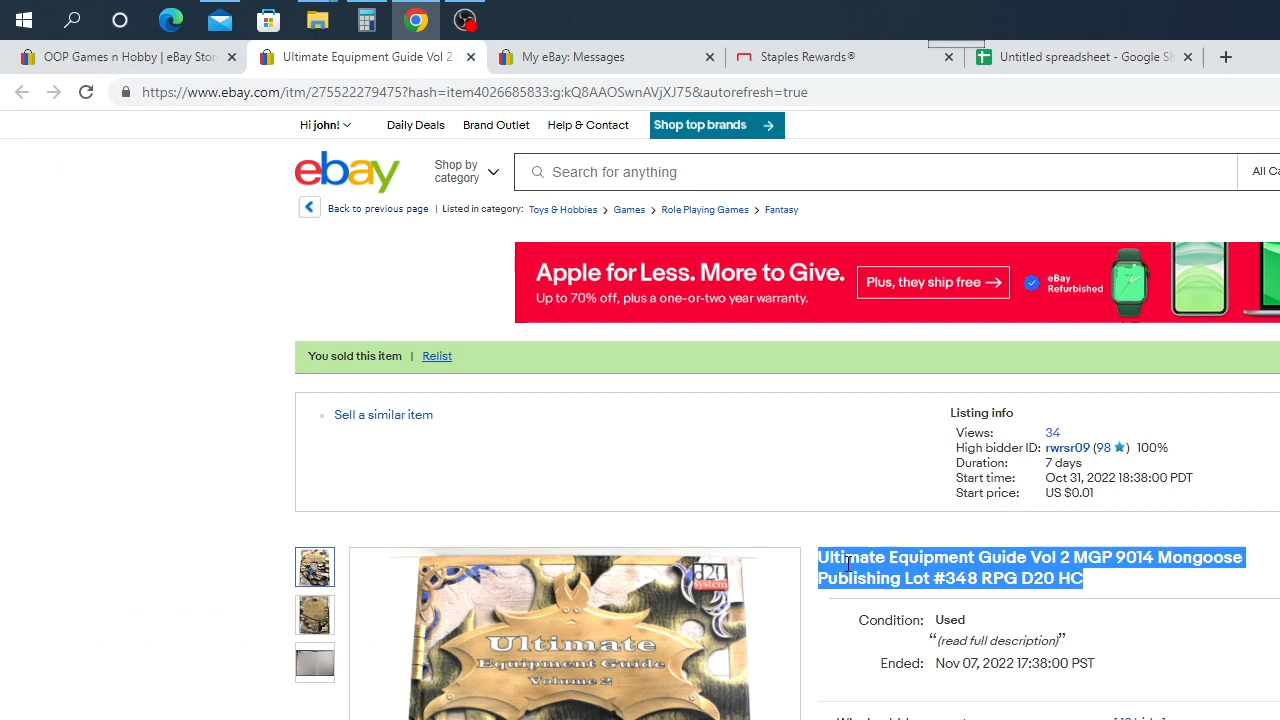 OOP Games n Hobby | eBay Stor
Ultimate Equipment Guide Vol 2
My eBay: Messages
Staples Rewards®
Untitled spreadsheet - Google Sh
https://www.ebay.com/itm/275522279475?hash=item4026685833:g:kQ8AAOSwnAVjXJ75&autorefresh=true
Hi john!
Daily Deals
Brand Outlet
Help & Contact
Shop top brands
ebay
Shop by
category
Search for anything
All Ca
Back to previous page | Listed in category: Toys & Hobbies > Games > Role Playing Games > Fantasy
Apple for Less. More to Give.
Up to 70% off, plus a one-or-two year warranty.
Plus, they ship free →
eBay
Refurbished
You sold this item | Relist
Sell a similar item
Listing info
Views: 34
High bidder ID: rwrsr09 (98 ★) 100%
Duration: 7 days
Start time: Oct 31, 2022 18:38:00 PDT
Start price: US $0.01
d20
system
Ultimate
Equipment Guide
Volume 2
Ultimate Equipment Guide Vol 2 MGP 9014 Mongoose
Publishing Lot #348 RPG D20 HC
Condition: Used
“(read full description)”
Ended: Nov 07, 2022 17:38:00 PST